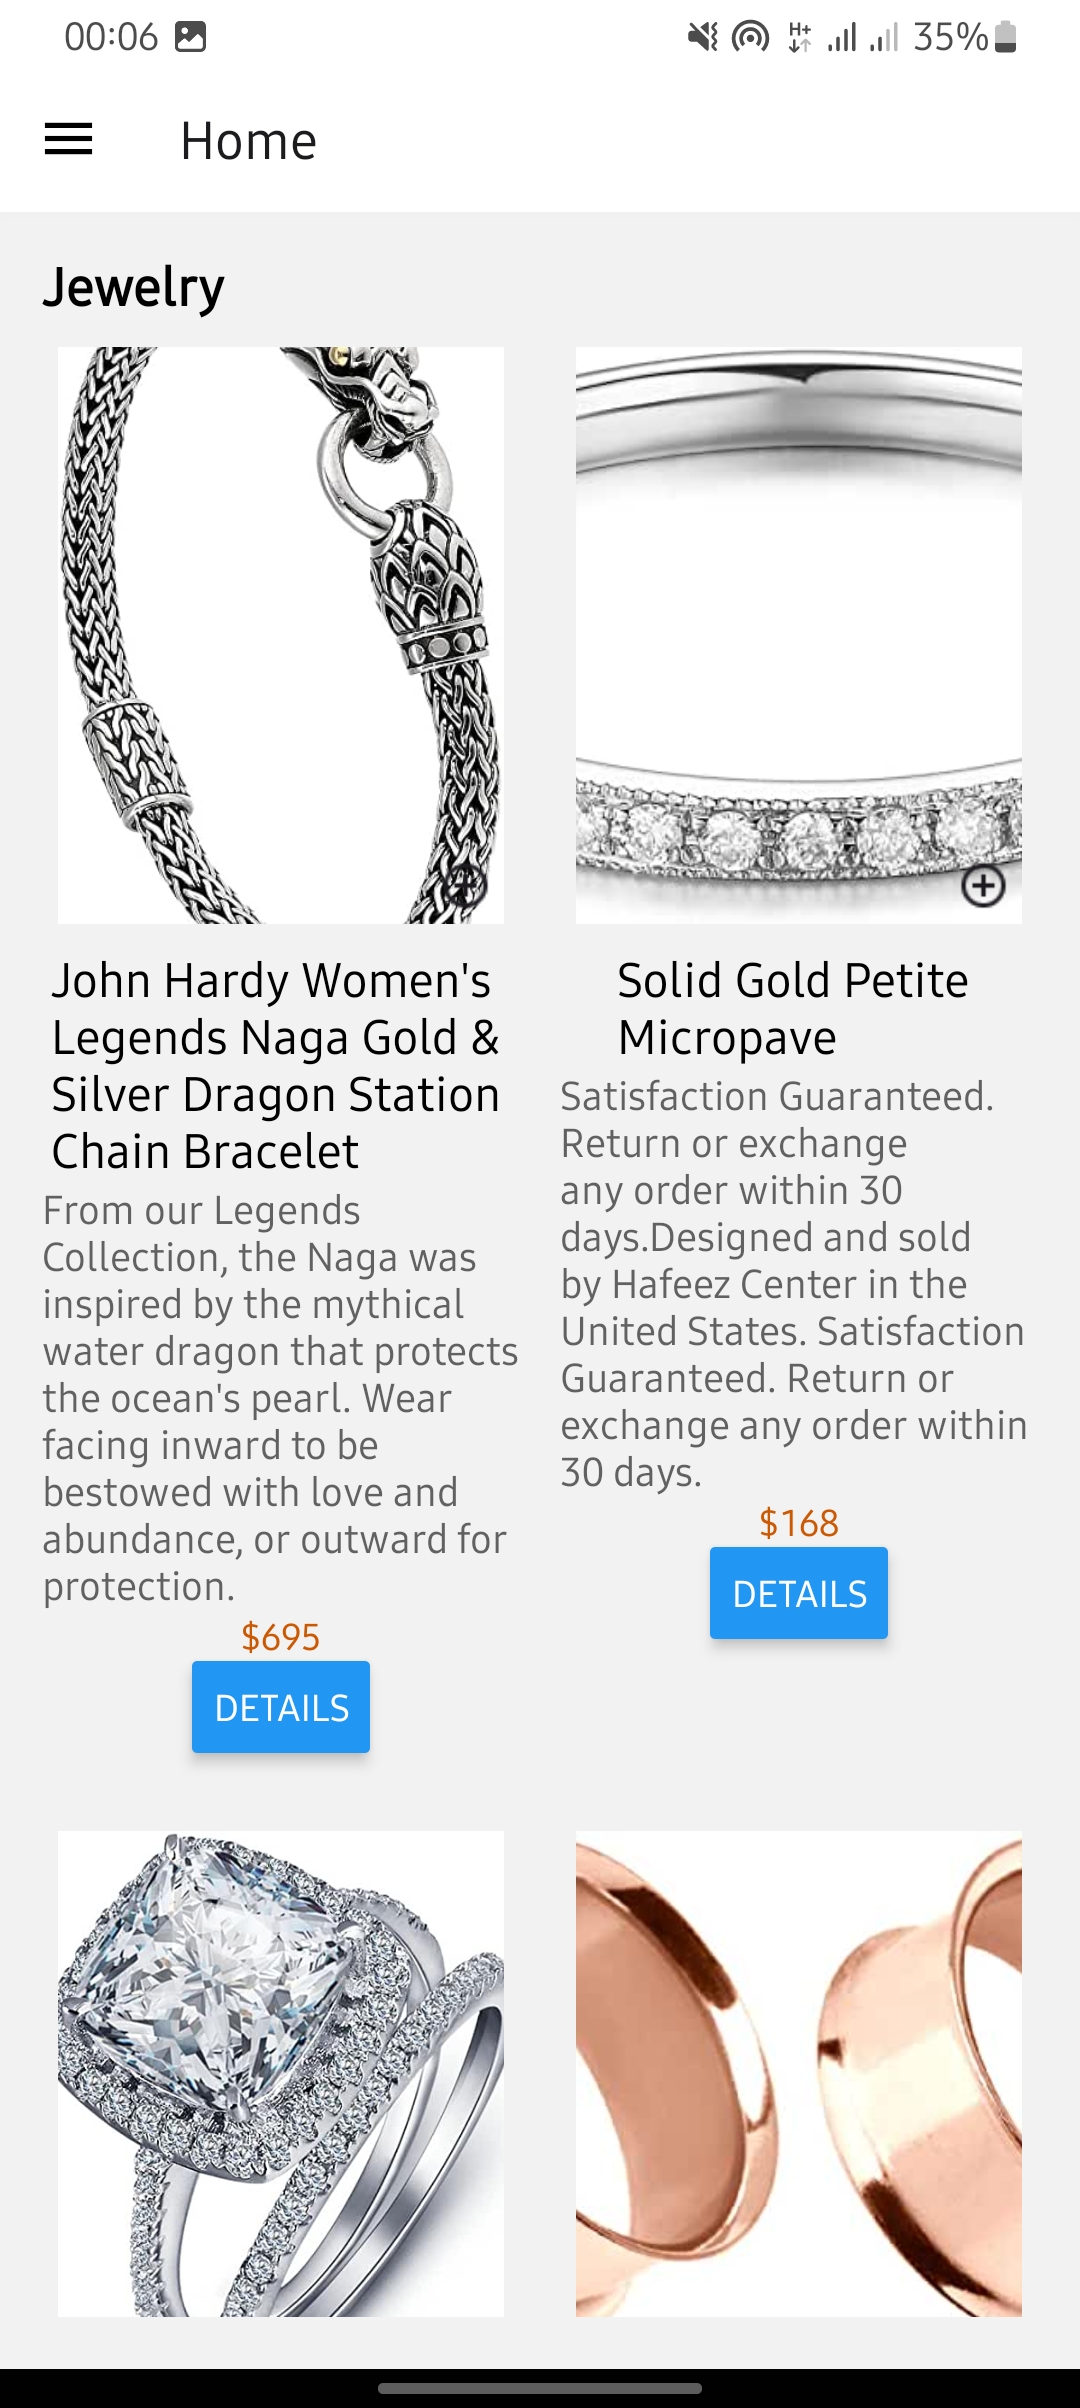 00:06
H+
35%
Home
Jewelry
John Hardy Women's
Legends Naga Gold &
Silver Dragon Station
Chain Bracelet
From our Legends
Collection, the Naga was
inspired by the mythical
water dragon that protects
the ocean's pearl. Wear
facing inward to be
bestowed with love and
abundance, or outward for
protection.
$695
DETAILS
Solid Gold Petite
Micropave
Satisfaction Guaranteed.
Return or exchange
any order within 30
days.Designed and sold
by Hafeez Center in the
United States. Satisfaction
Guaranteed. Return or
exchange any order within
30 days.
$168
DETAILS